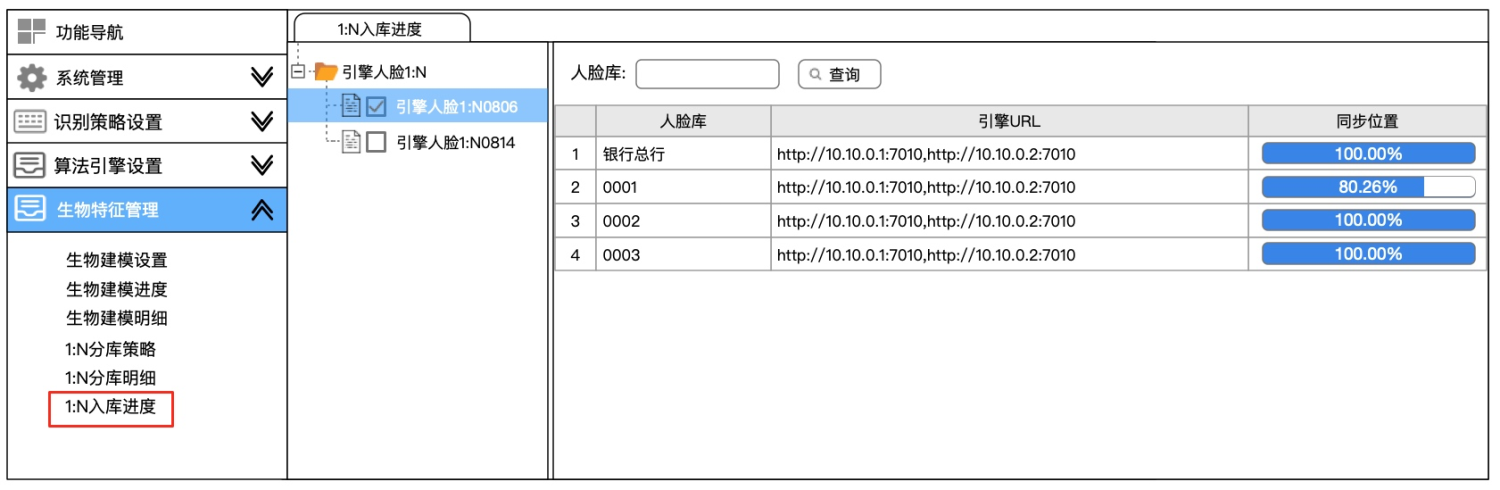 功能导航
系统管理
识别策略设置
算法引擎设置
生物特征管理
生物建模设置
生物建模进度
生物建模明细
1:N分库策略
1:N分库明细
1:N入库进度
1:N入库进度
引擎人脸1:N
引擎人脸1:N0806
引擎人脸1:N0814
人脸库: 查询
人脸库 引擎URL 同步位置
1 银行总行 http://10.10.0.1:7010,http://10.10.0.2:7010 100.00%
2 0001 http://10.10.0.1:7010,http://10.10.0.2:7010 80.26%
3 0002 http://10.10.0.1:7010,http://10.10.0.2:7010 100.00%
4 0003 http://10.10.0.1:7010,http://10.10.0.2:7010 100.00%